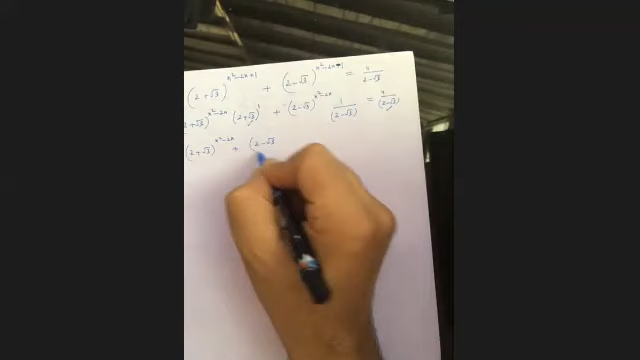 (2+√3)^(x²-2x+1) + (2+√3)^(x²-2x-1) = 4/(2-√3)
2+√3)^(x²-2x) (2+√3)^1 + (2-√3)^(x²-2x) 1/(2-√3) = 4/(2-√3)
(2+√3)^(x²-2x) + (2-√3